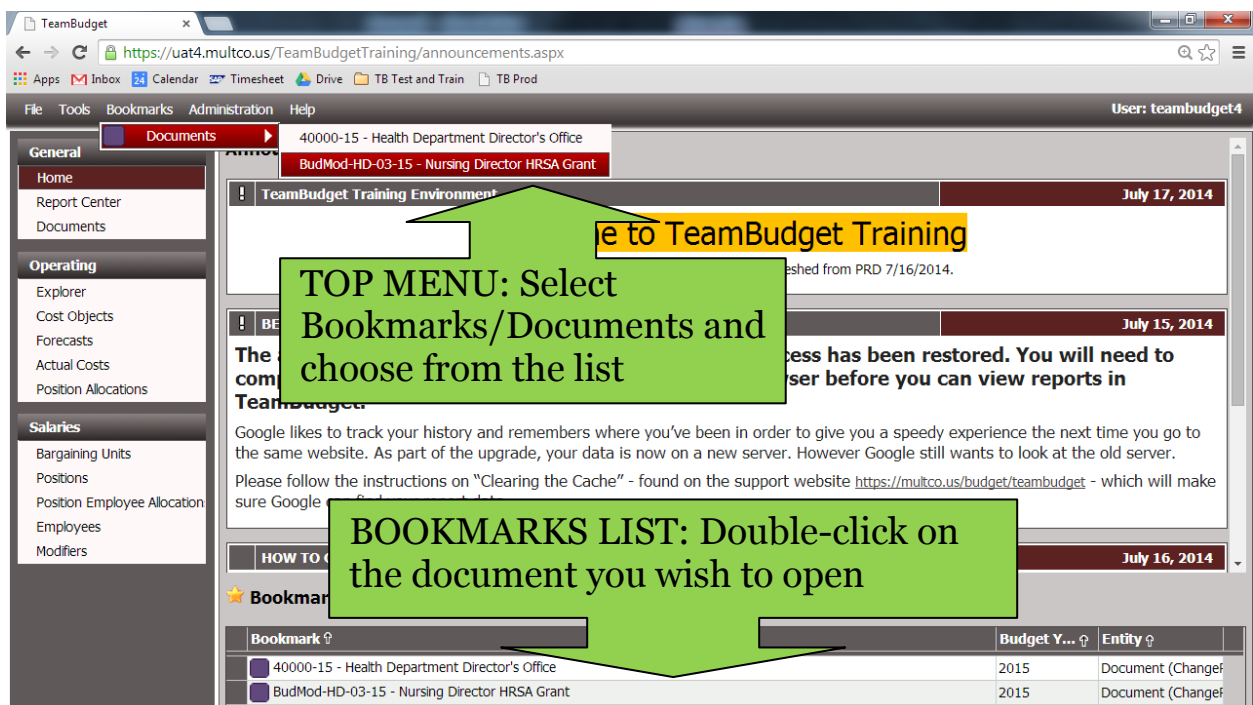 TeamBudget
https://uat4.multco.us/TeamBudgetTraining/announcements.aspx
Apps Inbox 24 Calendar Timesheet Drive TB Test and Train TB Prod
File Tools Bookmarks Administration Help User: teambudget4
Documents
40000-15 - Health Department Director's Office
BudMod-HD-03-15 - Nursing Director HRSA Grant
General
Home
Report Center
Documents
Operating
Explorer
Cost Objects
Forecasts
Actual Costs
Position Allocations
Salaries
Bargaining Units
Positions
Position Employee Allocation
Employees
Modifiers
! TeamBudget Training Environment July 17, 2014
to TeamBudget Training
from PRD 7/16/2014.
TOP MENU: Select
Bookmarks/Documents and
choose from the list
! July 15, 2014
The has been restored. You will need to
before you can view reports in
TeamBudget.
Google likes to track your history and remembers where you've been in order to give you a speedy experience the next time you go to
the same website. As part of the upgrade, your data is now on a new server. However Google still wants to look at the old server.
Please follow the instructions on "Clearing the Cache" - found on the support website https://multco.us/budget/teambudget - which will make
sure Google
BOOKMARKS LIST: Double-click on
the document you wish to open
HOW TO July 16, 2014
Bookmark Budget Y... Entity
40000-15 - Health Department Director's Office 2015 Document (Change
BudMod-HD-03-15 - Nursing Director HRSA Grant 2015 Document (Change